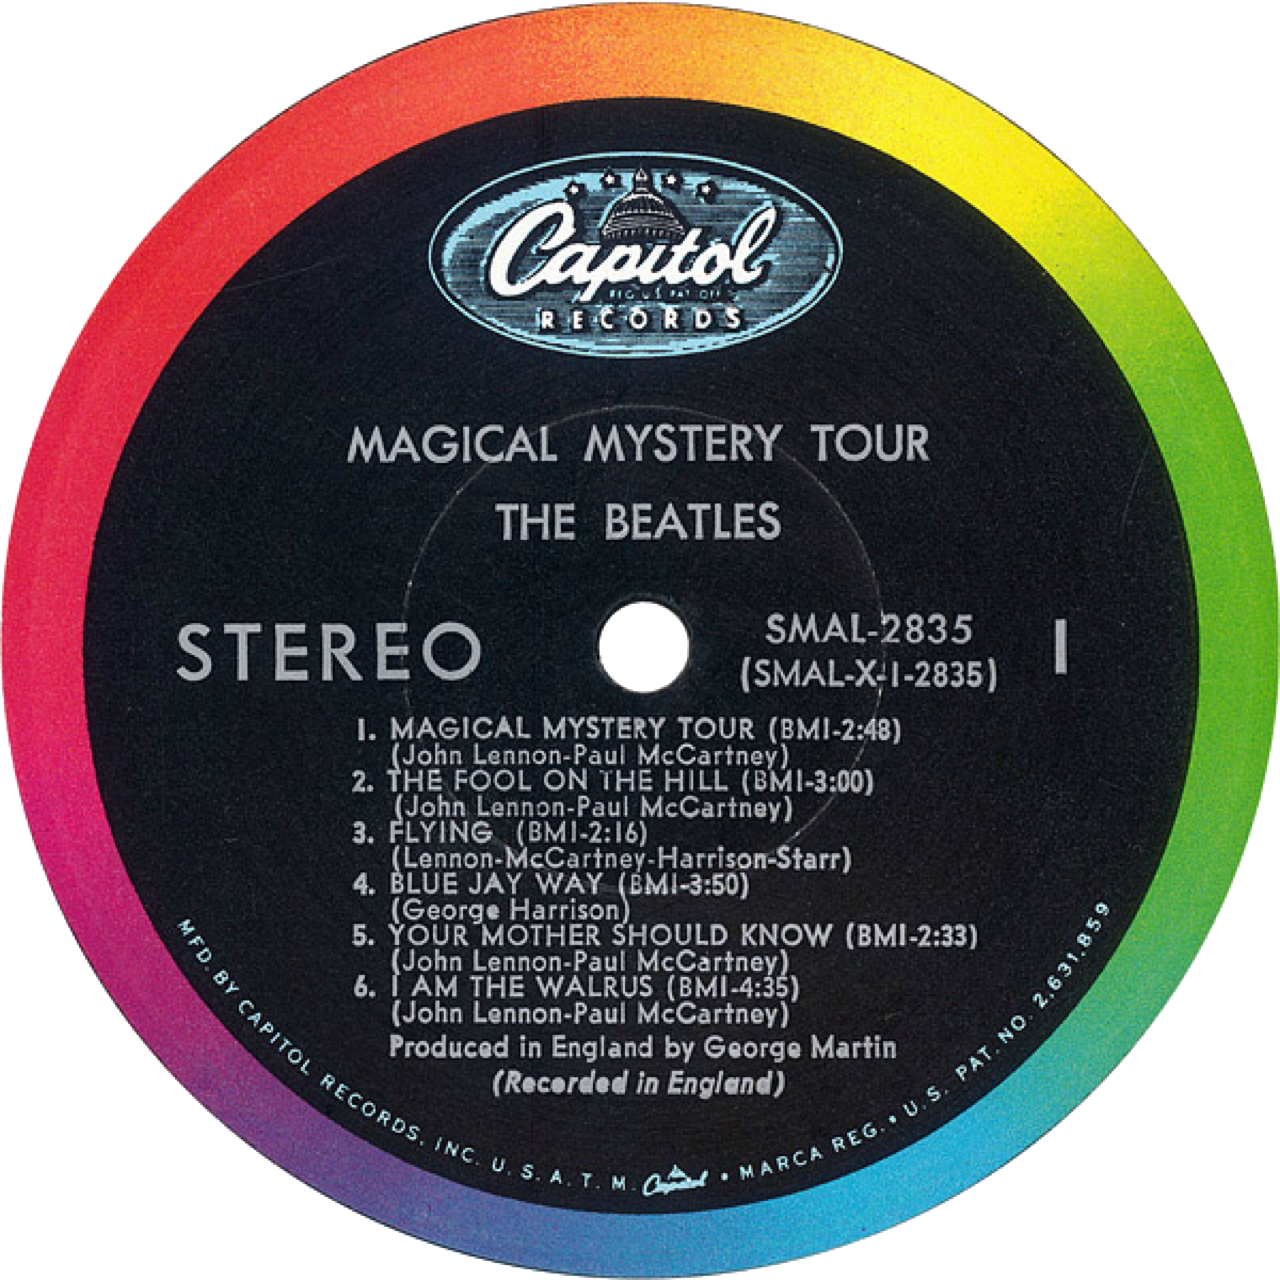 Capitol
REG. U.S. PAT. OFF.
RECORDS
MAGICAL MYSTERY TOUR
THE BEATLES
STEREO
SMAL-2835
(SMAL-X-1-2835)
1
1. MAGICAL MYSTERY TOUR (BMI-2:48)
(John Lennon-Paul McCartney)
2. THE FOOL ON THE HILL (BMI-3:00)
(John Lennon-Paul McCartney)
3. FLYING (BMI-2:16)
(Lennon-McCartney-Harrison-Starr)
4. BLUE JAY WAY (BMI-3:50)
(George Harrison)
5. YOUR MOTHER SHOULD KNOW (BMI-2:33)
(John Lennon-Paul McCartney)
6. I AM THE WALRUS (BMI-4:35)
(John Lennon-Paul McCartney)
Produced in England by George Martin
(Recorded in England)
MFD. BY CAPITOL RECORDS, INC. U.S.A. T.M. Capitol • MARCA REG. • U.S. PAT. NO. 2,631,859